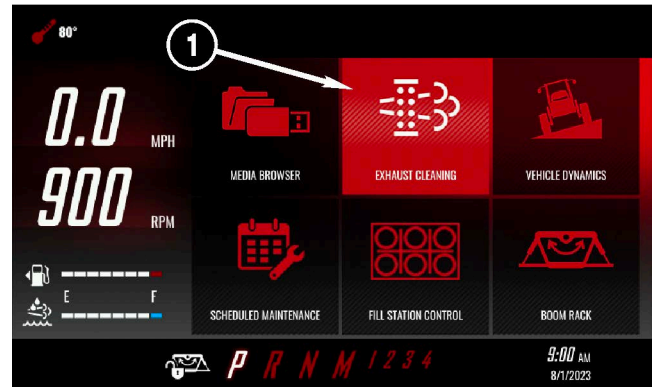 80°
1
0.0 MPH
900 RPM
MEDIA BROWSER
EXHAUST CLEANING
VEHICLE DYNAMICS
E F
SCHEDULED MAINTENANCE
FILL STATION CONTROL
BOOM RACK
P R N M 1 2 3 4
9:00 AM
8/1/2023